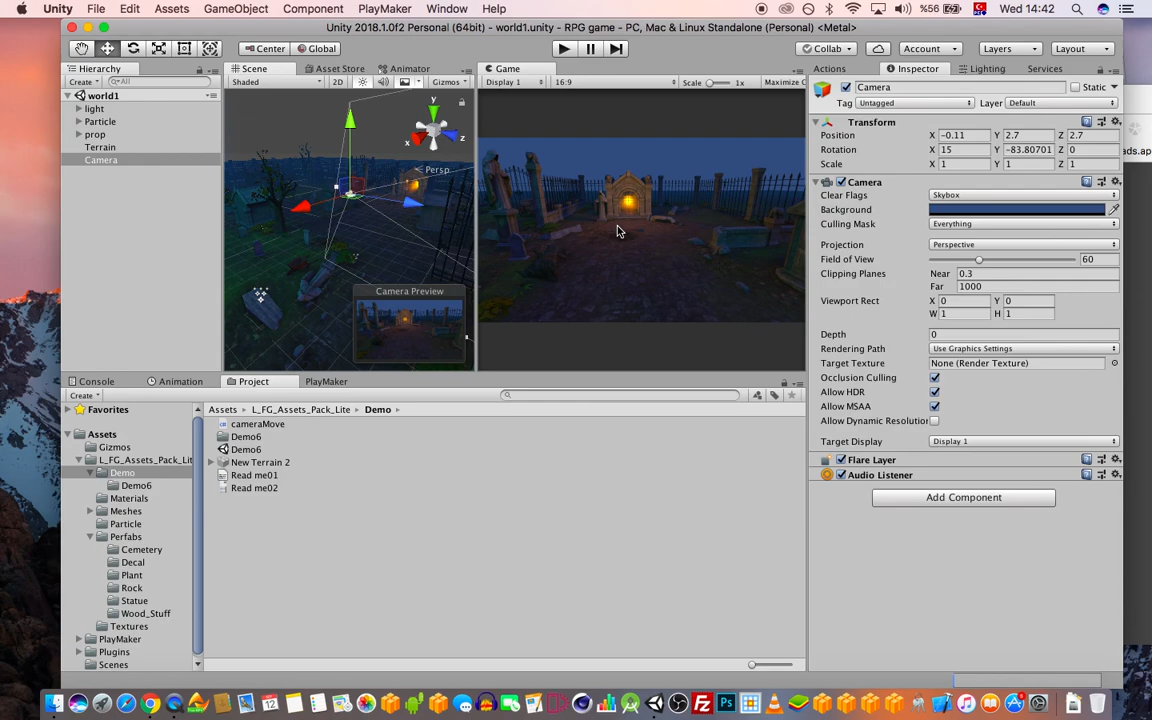 Unity File Edit Assets GameObject Component PlayMaker Window Help %56 Wed 14:42
Unity 2018.1.0f2 Personal (64bit) - world1.unity - RPG game - PC, Mac & Linux Standalone (Personal) <Metal>
Center Global Collab Account Layers Layout
Hierarchy Scene Asset Store Animator Game Actions Inspector Lighting Services
Create All Shaded 2D Gizmos Display 1 16:9 Scale 1x Maximize O
world1
light
Particle
prop
Terrain
Camera
y
x
z
Persp
Camera Preview
Camera Static
Tag Untagged Layer Default
Transform
Position X -0.11 Y 2.7 Z 2.7
Rotation X 15 Y -83.80701 Z 0
Scale X 1 Y 1 Z 1
Camera
Clear Flags Skybox
Background
Culling Mask Everything
Projection Perspective
Field of View 60
Clipping Planes Near 0.3
Far 1000
Viewport Rect X 0 Y 0
W 1 H 1
Depth 0
Rendering Path Use Graphics Settings
Target Texture None (Render Texture)
Occlusion Culling
Allow HDR
Allow MSAA
Allow Dynamic Resolution
Target Display Display 1
Flare Layer
Audio Listener
Add Component
ads.ap
Console Animation Project PlayMaker
Create
Favorites
Assets
Gizmos
L_FG_Assets_Pack_Lit
Demo
Demo6
Materials
Meshes
Particle
Perfabs
Cemetery
Decal
Plant
Rock
Statue
Wood_Stuff
Textures
PlayMaker
Plugins
Scenes
Assets L_FG_Assets_Pack_Lite Demo
cameraMove
Demo6
Demo6
New Terrain 2
Read me01
Read me02